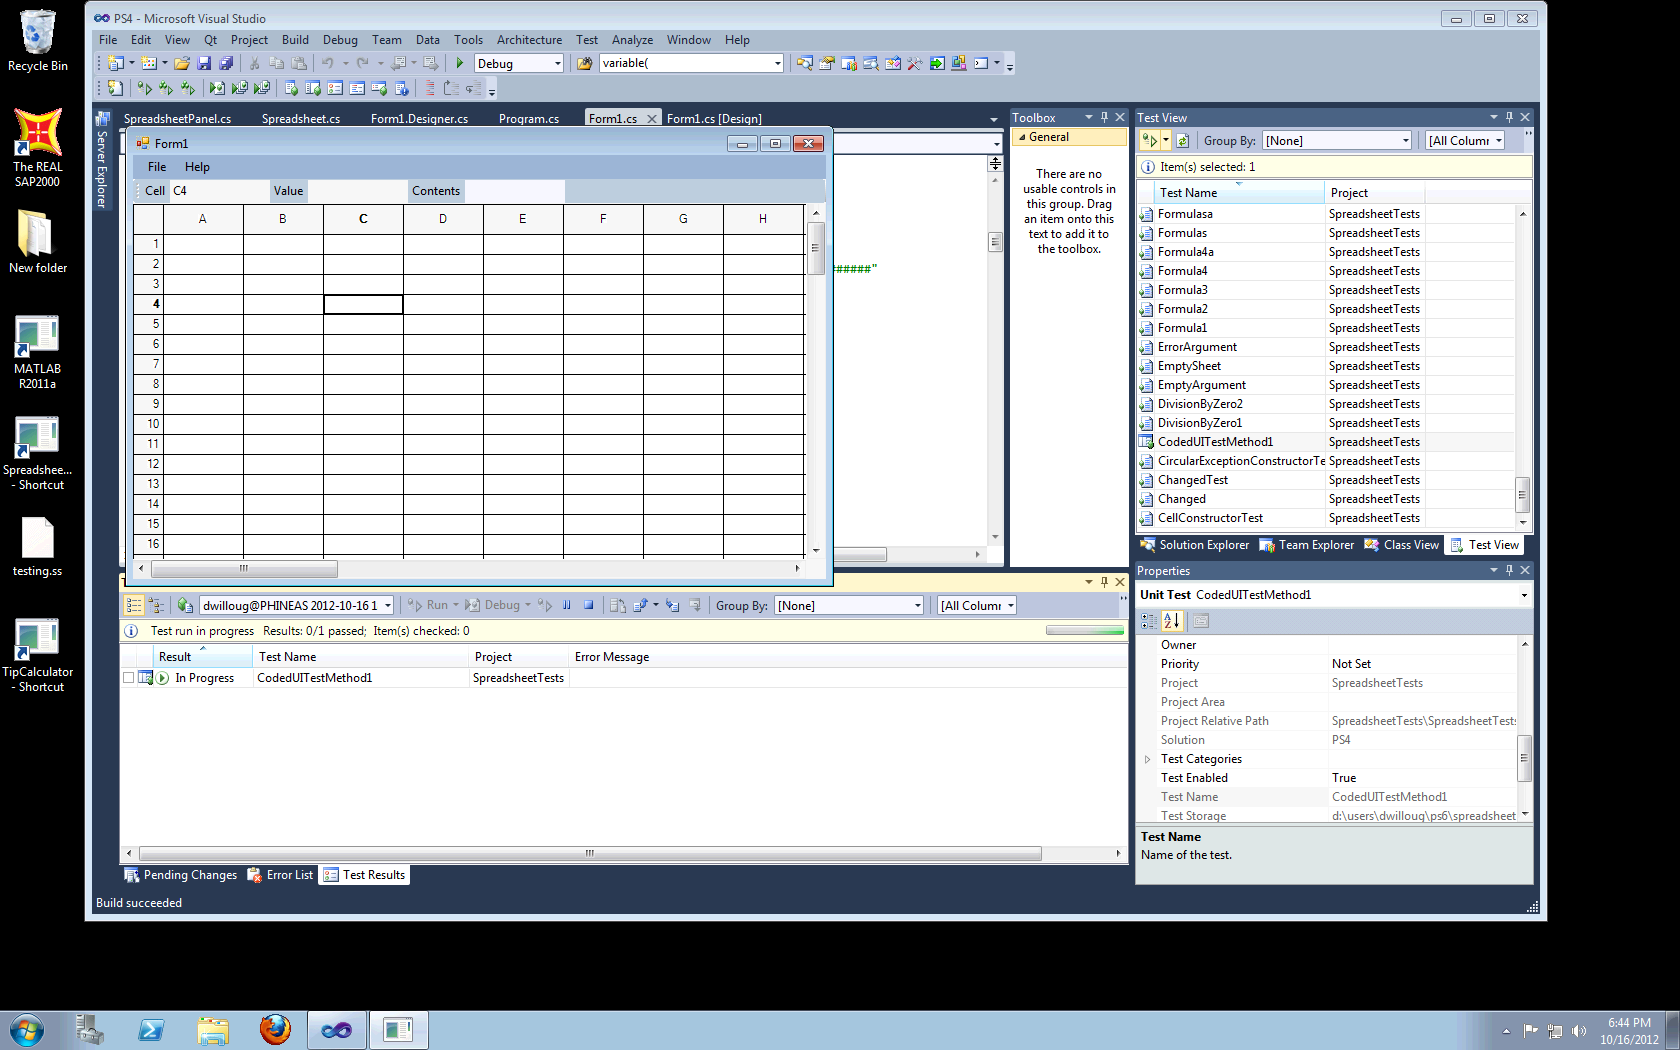 Recycle Bin
The REAL
SAP2000
New folder
MATLAB
R2011a
Spreadshee...
- Shortcut
testing.ss
TipCalculator
- Shortcut
PS4 - Microsoft Visual Studio
File Edit View Qt Project Build Debug Team Data Tools Architecture Test Analyze Window Help
Debug variable(
Server Explorer
SpreadsheetPanel.cs Spreadsheet.cs Form1.Designer.cs Program.cs Form1.cs Form1.cs [Design]
######"
Form1
File Help
Cell C4 Value Contents
A B C D E F G H
1
2
3
4
5
6
7
8
9
10
11
12
13
14
15
16
Toolbox
General
There are no
usable controls in
this group. Drag
an item onto this
text to add it to
the toolbox.
Test View
Group By: [None] [All Column
Item(s) selected: 1
Test Name Project
Formulasa SpreadsheetTests
Formulas SpreadsheetTests
Formula4a SpreadsheetTests
Formula4 SpreadsheetTests
Formula3 SpreadsheetTests
Formula2 SpreadsheetTests
Formula1 SpreadsheetTests
ErrorArgument SpreadsheetTests
EmptySheet SpreadsheetTests
EmptyArgument SpreadsheetTests
DivisionByZero2 SpreadsheetTests
DivisionByZero1 SpreadsheetTests
CodedUITestMethod1 SpreadsheetTests
CircularExceptionConstructorTe SpreadsheetTests
ChangedTest SpreadsheetTests
Changed SpreadsheetTests
CellConstructorTest SpreadsheetTests
Solution Explorer Team Explorer Class View Test View
Properties
Unit Test CodedUITestMethod1
Owner
Priority Not Set
Project SpreadsheetTests
Project Area
Project Relative Path SpreadsheetTests\SpreadsheetTests
Solution PS4
Test Categories
Test Enabled True
Test Name CodedUITestMethod1
Test Storage d:\users\dwilloug\ps6\spreadsheet
Test Name
Name of the test.
dwilloug@PHINEAS 2012-10-16 1 Run Debug Group By: [None] [All Column
Test run in progress Results: 0/1 passed; Item(s) checked: 0
Result Test Name Project Error Message
In Progress CodedUITestMethod1 SpreadsheetTests
Pending Changes Error List Test Results
Build succeeded
6:44 PM
10/16/2012